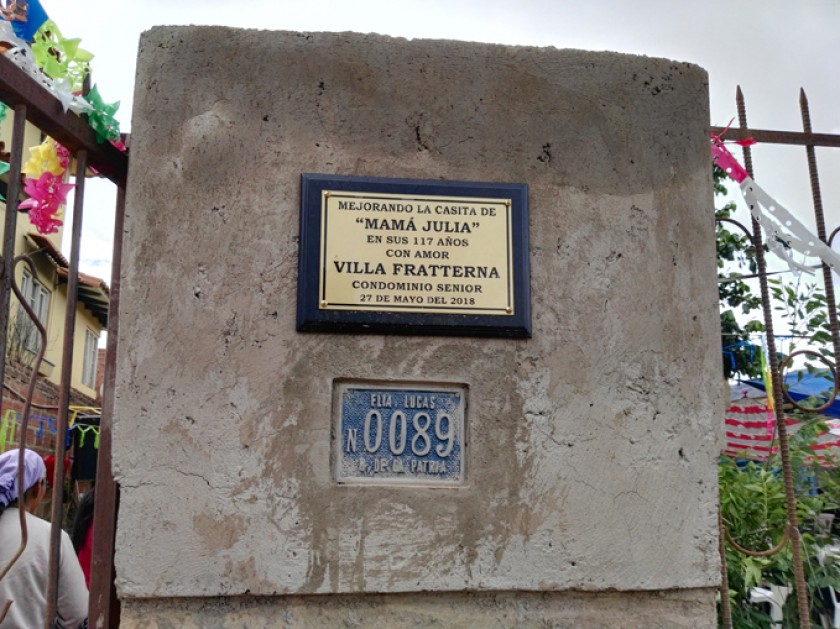 MEJORANDO LA CASITA DE
“MAMÁ JULIA”
EN SUS 117 AÑOS
CON AMOR
VILLA FRATTERNA
CONDOMINIO SENIOR
27 DE MAYO DEL 2018
ELIA. LUCAS
N 0089
DE LA PATRIA